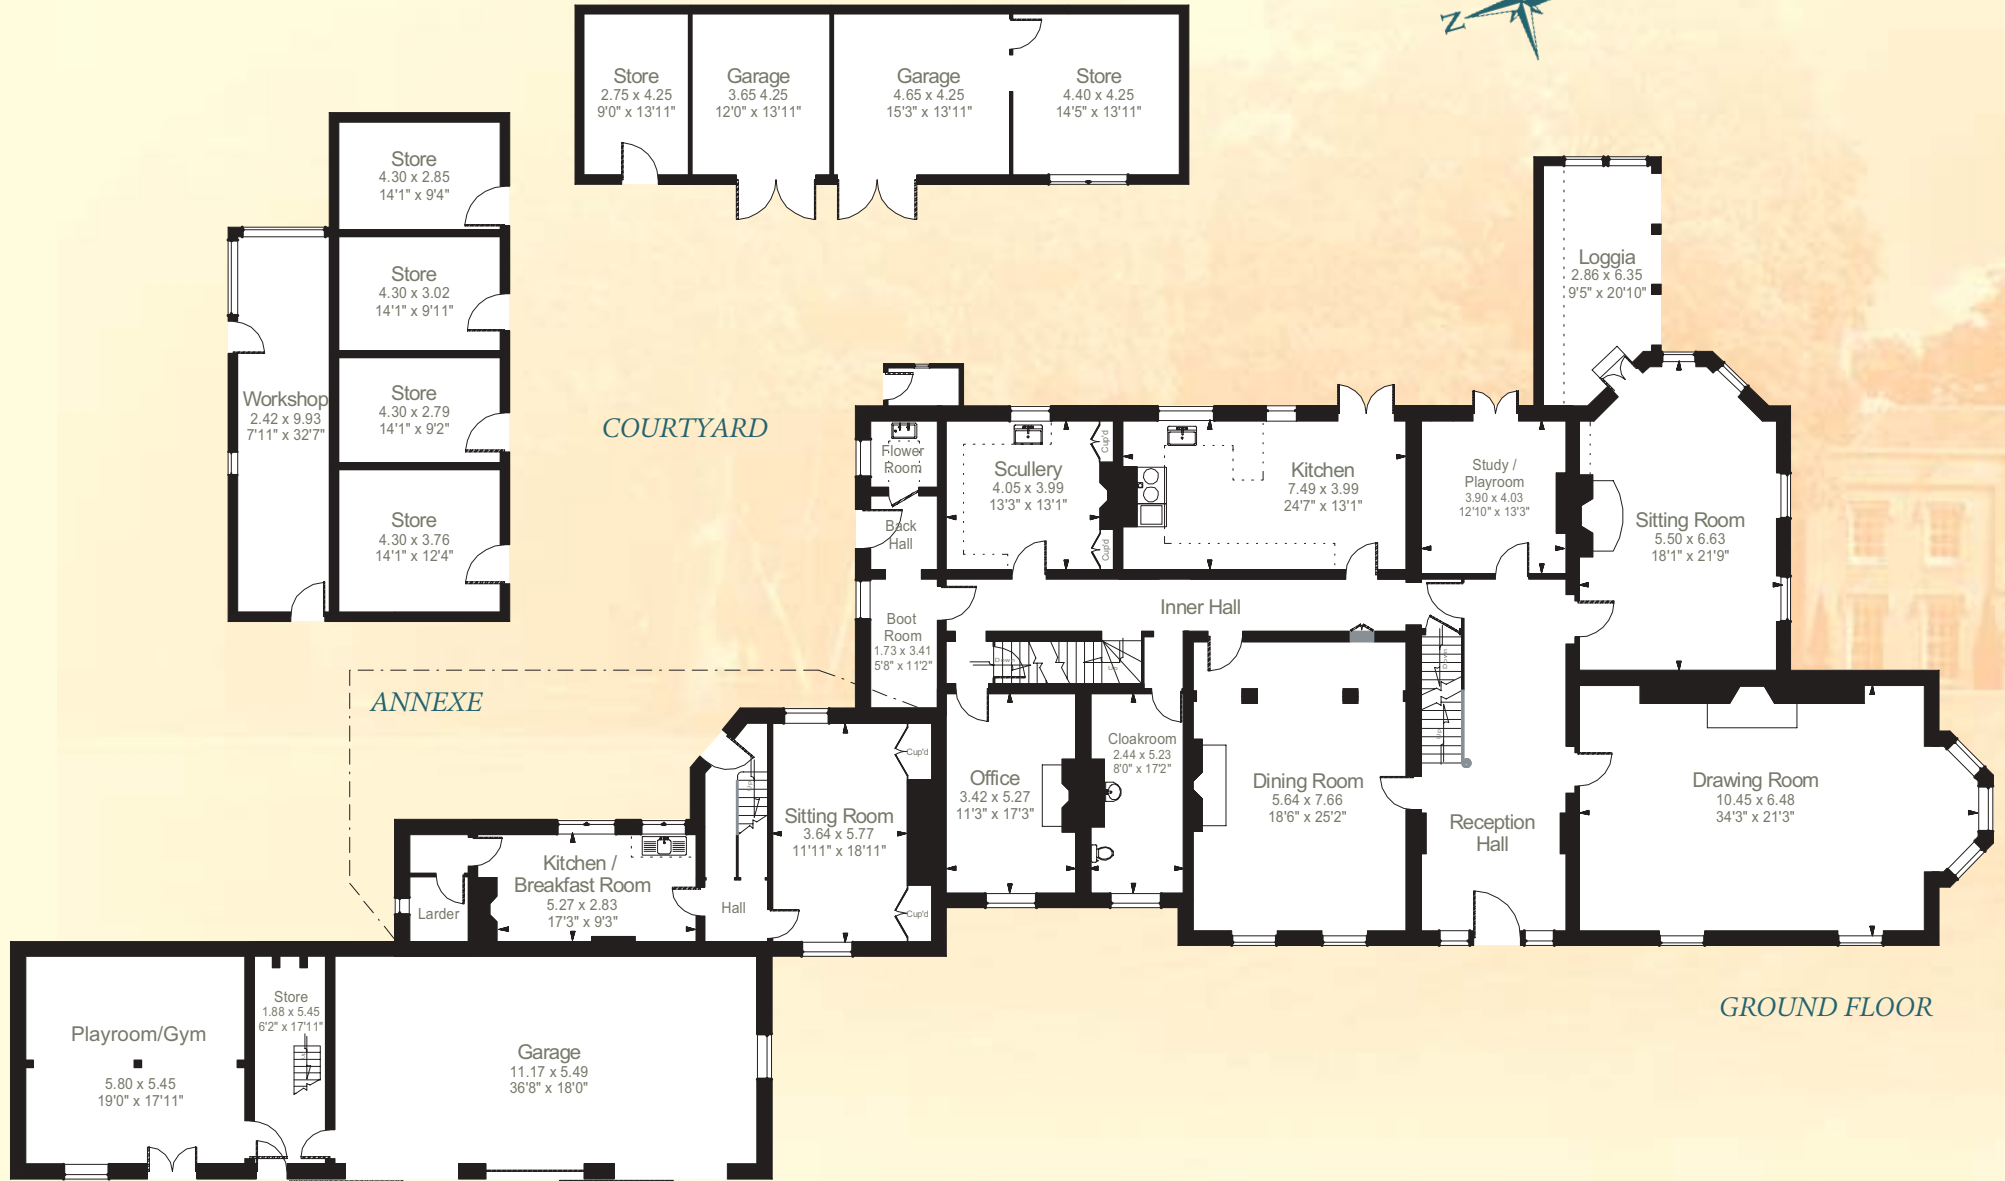 Z
Store
2.75 x 4.25
9'0" x 13'11"
Garage
3.65 4.25
12'0" x 13'11"
Garage
4.65 x 4.25
15'3" x 13'11"
Store
4.40 x 4.25
14'5" x 13'11"
Store
4.30 x 2.85
14'1" x 9'4"
Store
4.30 x 3.02
14'1" x 9'11"
Store
4.30 x 2.79
14'1" x 9'2"
Store
4.30 x 3.76
14'1" x 12'4"
Workshop
2.42 x 9.93
7'11" x 32'7"
COURTYARD
Loggia
2.86 x 6.35
9'5" x 20'10"
Flower
Room
Back
Hall
Boot
Room
1.73 x 3.41
5'8" x 11'2"
Scullery
4.05 x 3.99
13'3" x 13'1"
Cup'd
Cup'd
Kitchen
7.49 x 3.99
24'7" x 13'1"
Study /
Playroom
3.90 x 4.03
12'10" x 13'3"
Sitting Room
5.50 x 6.63
18'1" x 21'9"
Inner Hall
Down
Up
Down
Up
ANNEXE
Office
3.42 x 5.27
11'3" x 17'3"
Cloakroom
2.44 x 5.23
8'0" x 17'2"
Dining Room
5.64 x 7.66
18'6" x 25'2"
Reception
Hall
Drawing Room
10.45 x 6.48
34'3" x 21'3"
Sitting Room
3.64 x 5.77
11'11" x 18'11"
Cup'd
Cup'd
Up
Kitchen /
Breakfast Room
5.27 x 2.83
17'3" x 9'3"
Larder
Hall
Playroom/Gym
5.80 x 5.45
19'0" x 17'11"
Store
1.88 x 5.45
6'2" x 17'11"
Garage
11.17 x 5.49
36'8" x 18'0"
GROUND FLOOR